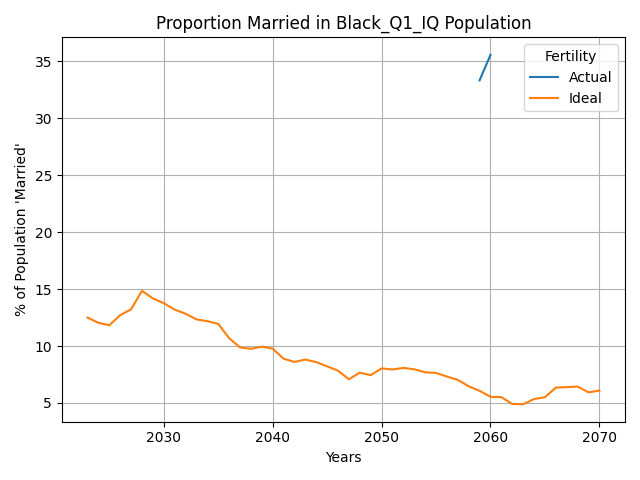 Proportion Married in Black_Q1_IQ Population
% of Population 'Married'
35
30
25
20
15
10
5
Fertility
Actual
Ideal
2030 2040 2050 2060 2070
Years